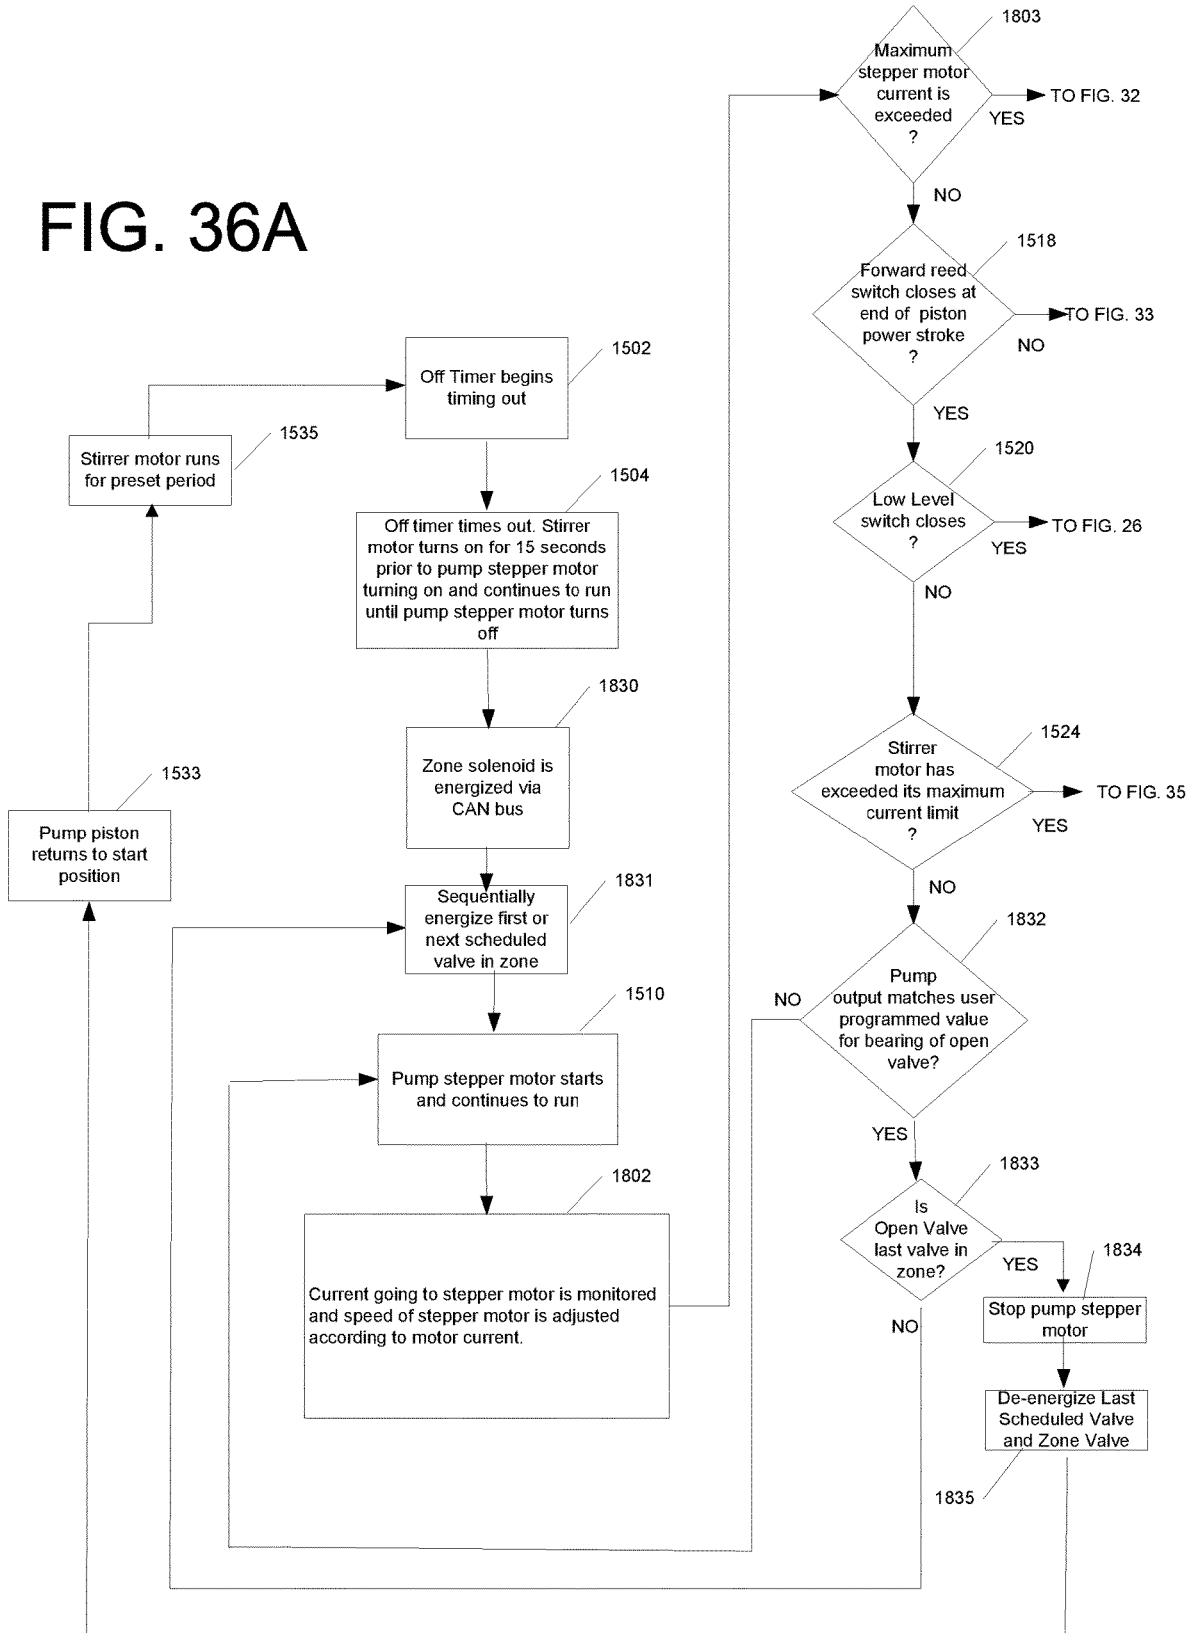 FIG. 36A
1803
Maximum
stepper motor
current is
exceeded
?
YES
TO FIG. 32
NO
1518
Forward reed
switch closes at
end of piston
power stroke
?
NO
TO FIG. 33
YES
1520
Low Level
switch closes
?
YES
TO FIG. 26
NO
1524
Stirrer
motor has
exceeded its maximum
current limit
?
YES
TO FIG. 35
NO
1832
Pump
output matches user
programmed value
for bearing of open
valve?
NO
YES
1833
Is
Open Valve
last valve in
zone?
YES
NO
1834
Stop pump stepper
motor
De-energize Last
Scheduled Valve
and Zone Valve
1835
1502
Off Timer begins
timing out
1535
Stirrer motor runs
for preset period
1504
Off timer times out. Stirrer
motor turns on for 15 seconds
prior to pump stepper motor
turning on and continues to run
until pump stepper motor turns
off
1830
Zone solenoid is
energized via
CAN bus
1533
Pump piston
returns to start
position
1831
Sequentially
energize first or
next scheduled
valve in zone
1510
Pump stepper motor starts
and continues to run
1802
Current going to stepper motor is monitored
and speed of stepper motor is adjusted
according to motor current.